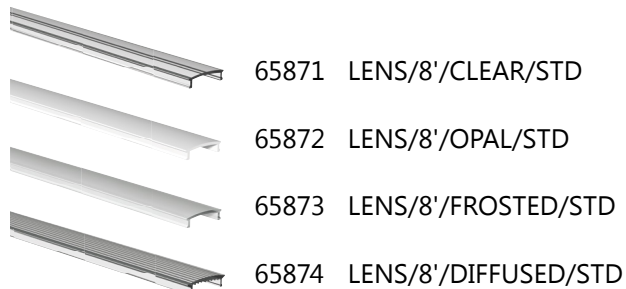 65871 LENS/8'/CLEAR/STD
65872 LENS/8'/OPAL/STD
65873 LENS/8'/FROSTED/STD
65874 LENS/8'/DIFFUSED/STD